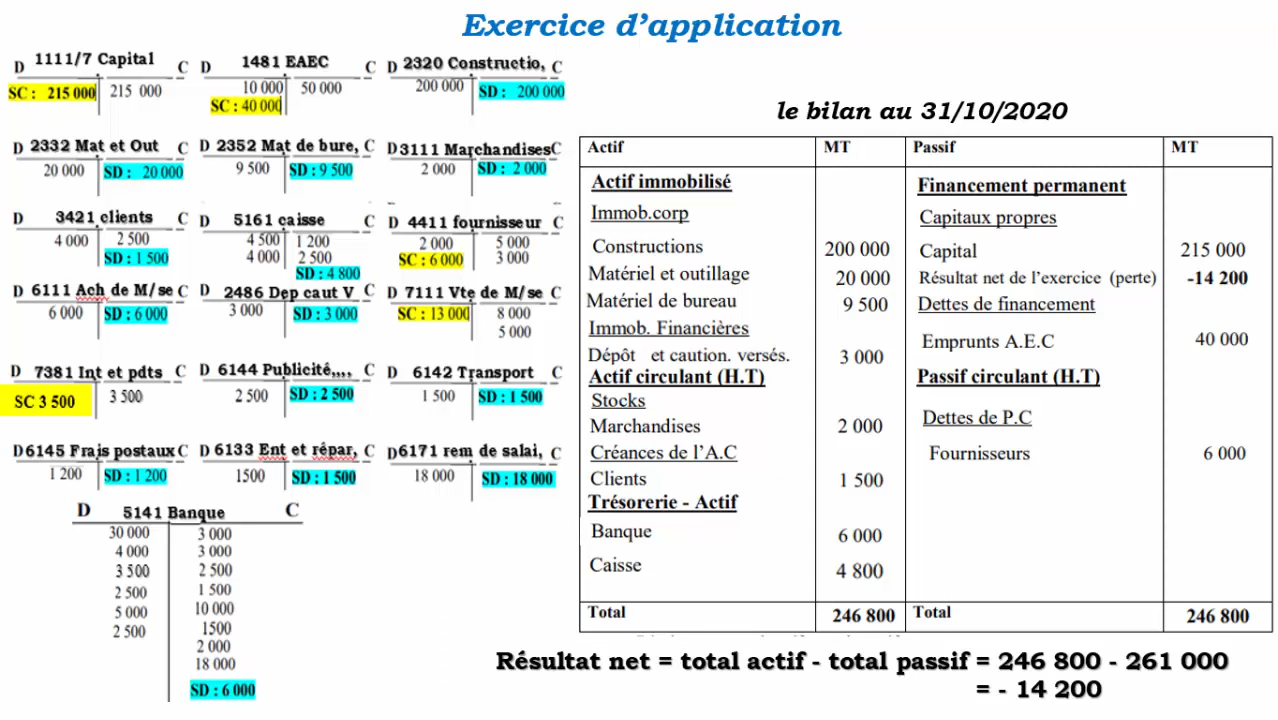 Exercice d'application
D 1111/7 Capital C
SC : 215 000 215 000
D 1481 EAEC C
10 000 50 000
SC : 40 000
D 2320 Constructio, C
200 000 SD : 200 000
D 2332 Mat et Out C
20 000 SD : 20 000
D 2352 Mat de bure, C
9 500 SD : 9 500
D 3111 Marchandises C
2 000 SD : 2 000
D 3421 clients C
4 000 2 500
SD : 1 500
D 5161 caisse C
4 500 1 200
4 000 2 500
SD : 4 800
D 4411 fournisseur C
2 000 5 000
SC : 6 000 3 000
D 6111 Ach de M/se C
6 000 SD : 6 000
D 2486 Dep caut V C
3 000 SD : 3 000
D 7111 Vte de M/se C
SC : 13 000 8 000
5 000
D 7381 Int et pdts C
SC 3 500 3 500
D 6144 Publicité,,,, C
2 500 SD : 2 500
D 6142 Transport C
1 500 SD : 1 500
D 6145 Frais postaux C
1 200 SD : 1 200
D 6133 Ent et répar, C
1500 SD : 1 500
D 6171 rem de salai, C
18 000 SD : 18 000
D 5141 Banque C
30 000 3 000
4 000 3 000
3 500 2 500
2 500 1 500
5 000 10 000
2 500 1500
2 000
18 000
SD : 6 000
le bilan au 31/10/2020
Actif MT Passif MT
Actif immobilisé Financement permanent
Immob.corp Capitaux propres
Constructions 200 000 Capital 215 000
Matériel et outillage 20 000 Résultat net de l'exercice (perte) -14 200
Matériel de bureau 9 500 Dettes de financement
Immob. Financières
Emprunts A.E.C 40 000
Dépôt et caution. versés. 3 000
Actif circulant (H.T) Passif circulant (H.T)
Stocks
Marchandises 2 000 Dettes de P.C
Créances de l'A.C Fournisseurs 6 000
Clients 1 500
Trésorerie - Actif
Banque 6 000
Caisse 4 800
Total 246 800 Total 246 800
Résultat net = total actif - total passif = 246 800 - 261 000
= - 14 200